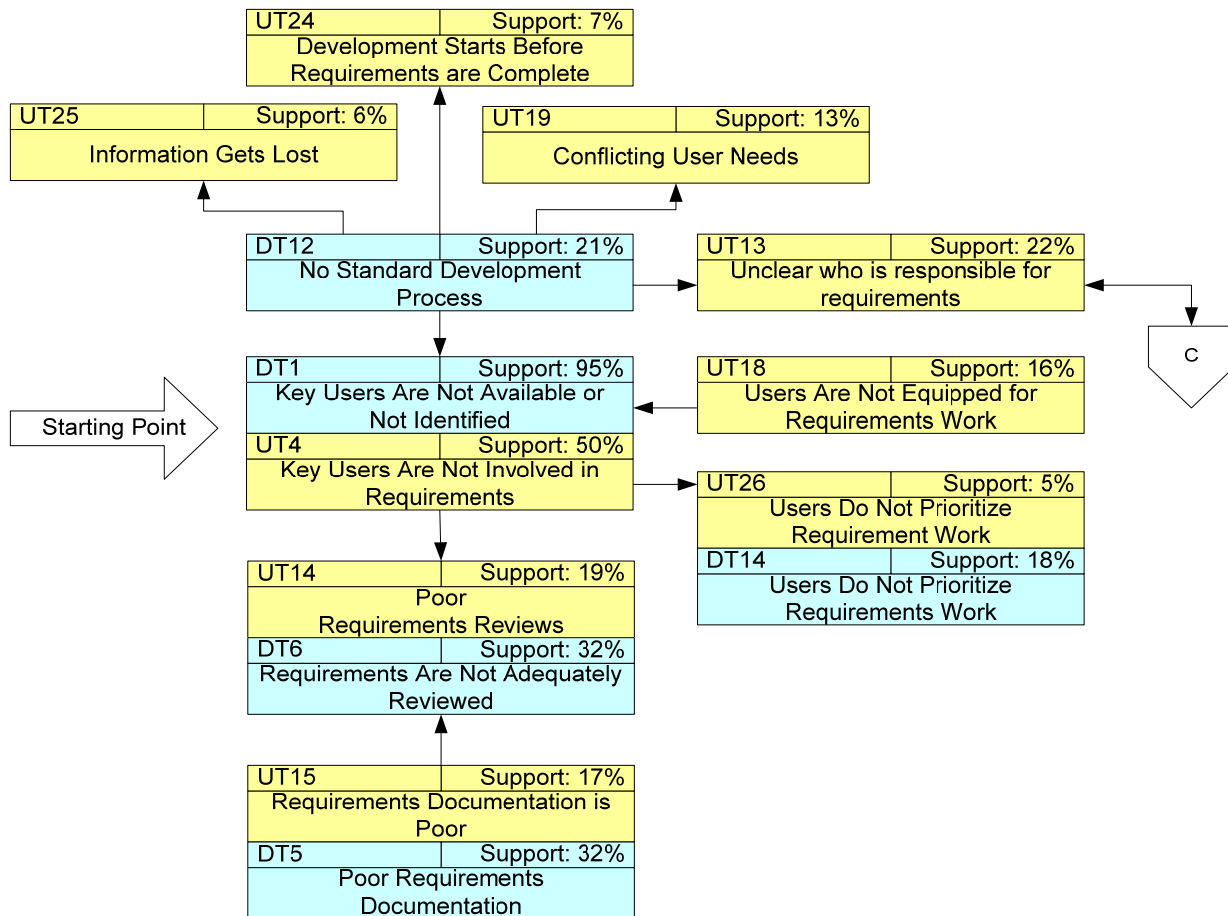 UT24 Support: 7%
Development Starts Before
Requirements are Complete
UT25 Support: 6%
Information Gets Lost
UT19 Support: 13%
Conflicting User Needs
DT12 Support: 21%
No Standard Development
Process
UT13 Support: 22%
Unclear who is responsible for
requirements
C
Starting Point
DT1 Support: 95%
Key Users Are Not Available or
Not Identified
UT4 Support: 50%
Key Users Are Not Involved in
Requirements
UT18 Support: 16%
Users Are Not Equipped for
Requirements Work
UT26 Support: 5%
Users Do Not Prioritize
Requirement Work
DT14 Support: 18%
Users Do Not Prioritize
Requirements Work
UT14 Support: 19%
Poor
Requirements Reviews
DT6 Support: 32%
Requirements Are Not Adequately
Reviewed
UT15 Support: 17%
Requirements Documentation is
Poor
DT5 Support: 32%
Poor Requirements
Documentation